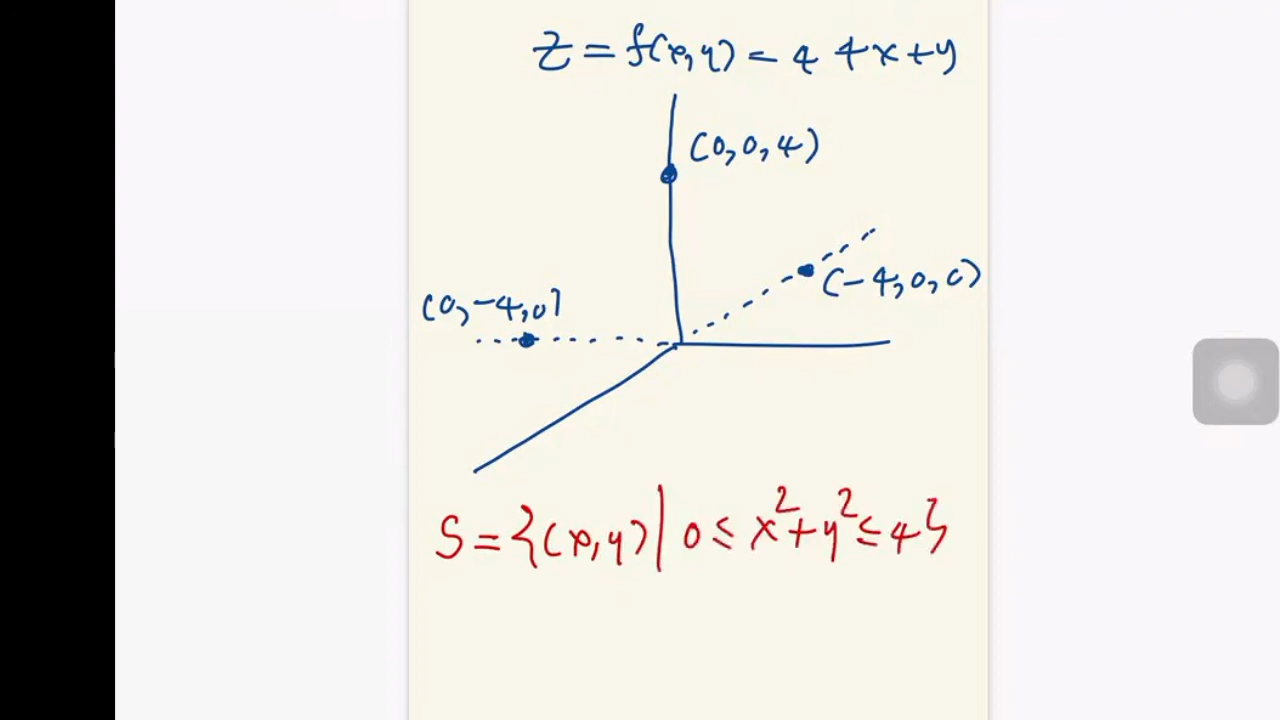 z = f(x,y) = 4 + x + y
(0,0,4)
(-4,0,0)
(0,-4,0)
S = {(x,y) | 0 ≤ x² + y² ≤ 4}